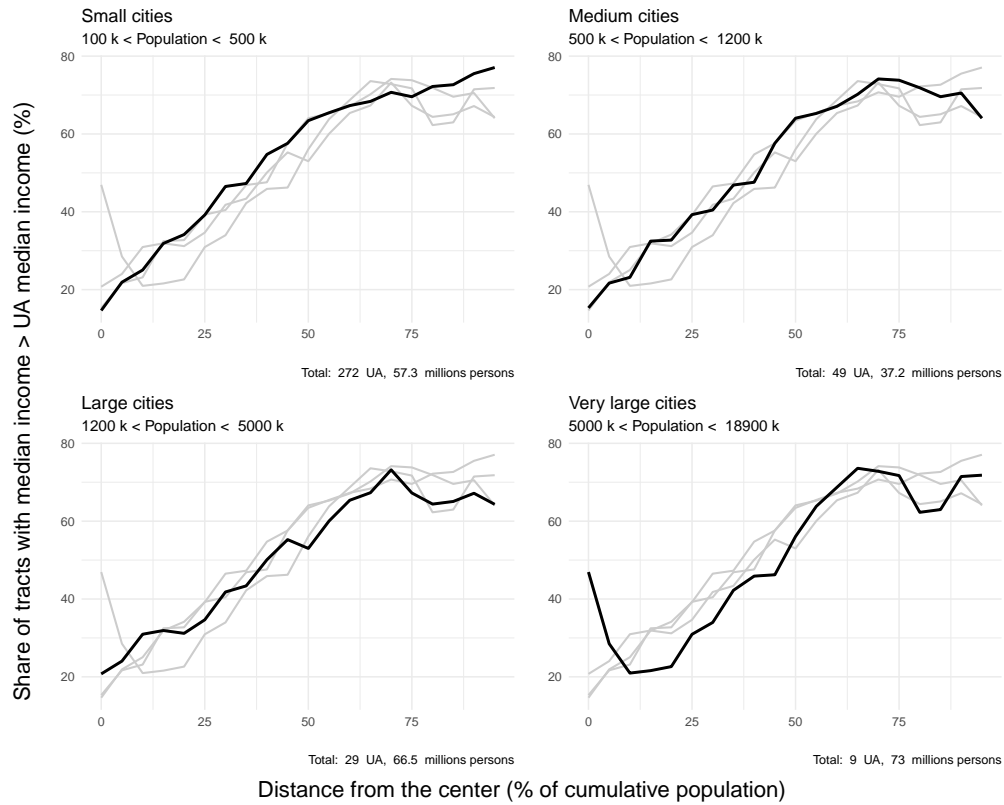 Small cities
100 k < Population <  500 k
Medium cities
500 k < Population <  1200 k
Share of tracts with median income > UA median income (%)
80
60
40
20
0
25
50
75
Total:  272  UA,  57.3  millions persons
80
60
40
20
0
25
50
75
Total:  49  UA,  37.2  millions persons
Large cities
1200 k < Population <  5000 k
Very large cities
5000 k < Population <  18900 k
80
60
40
20
0
25
50
75
Total:  29  UA,  66.5  millions persons
80
60
40
20
0
25
50
75
Total:  9  UA,  73  millions persons
Distance from the center (% of cumulative population)